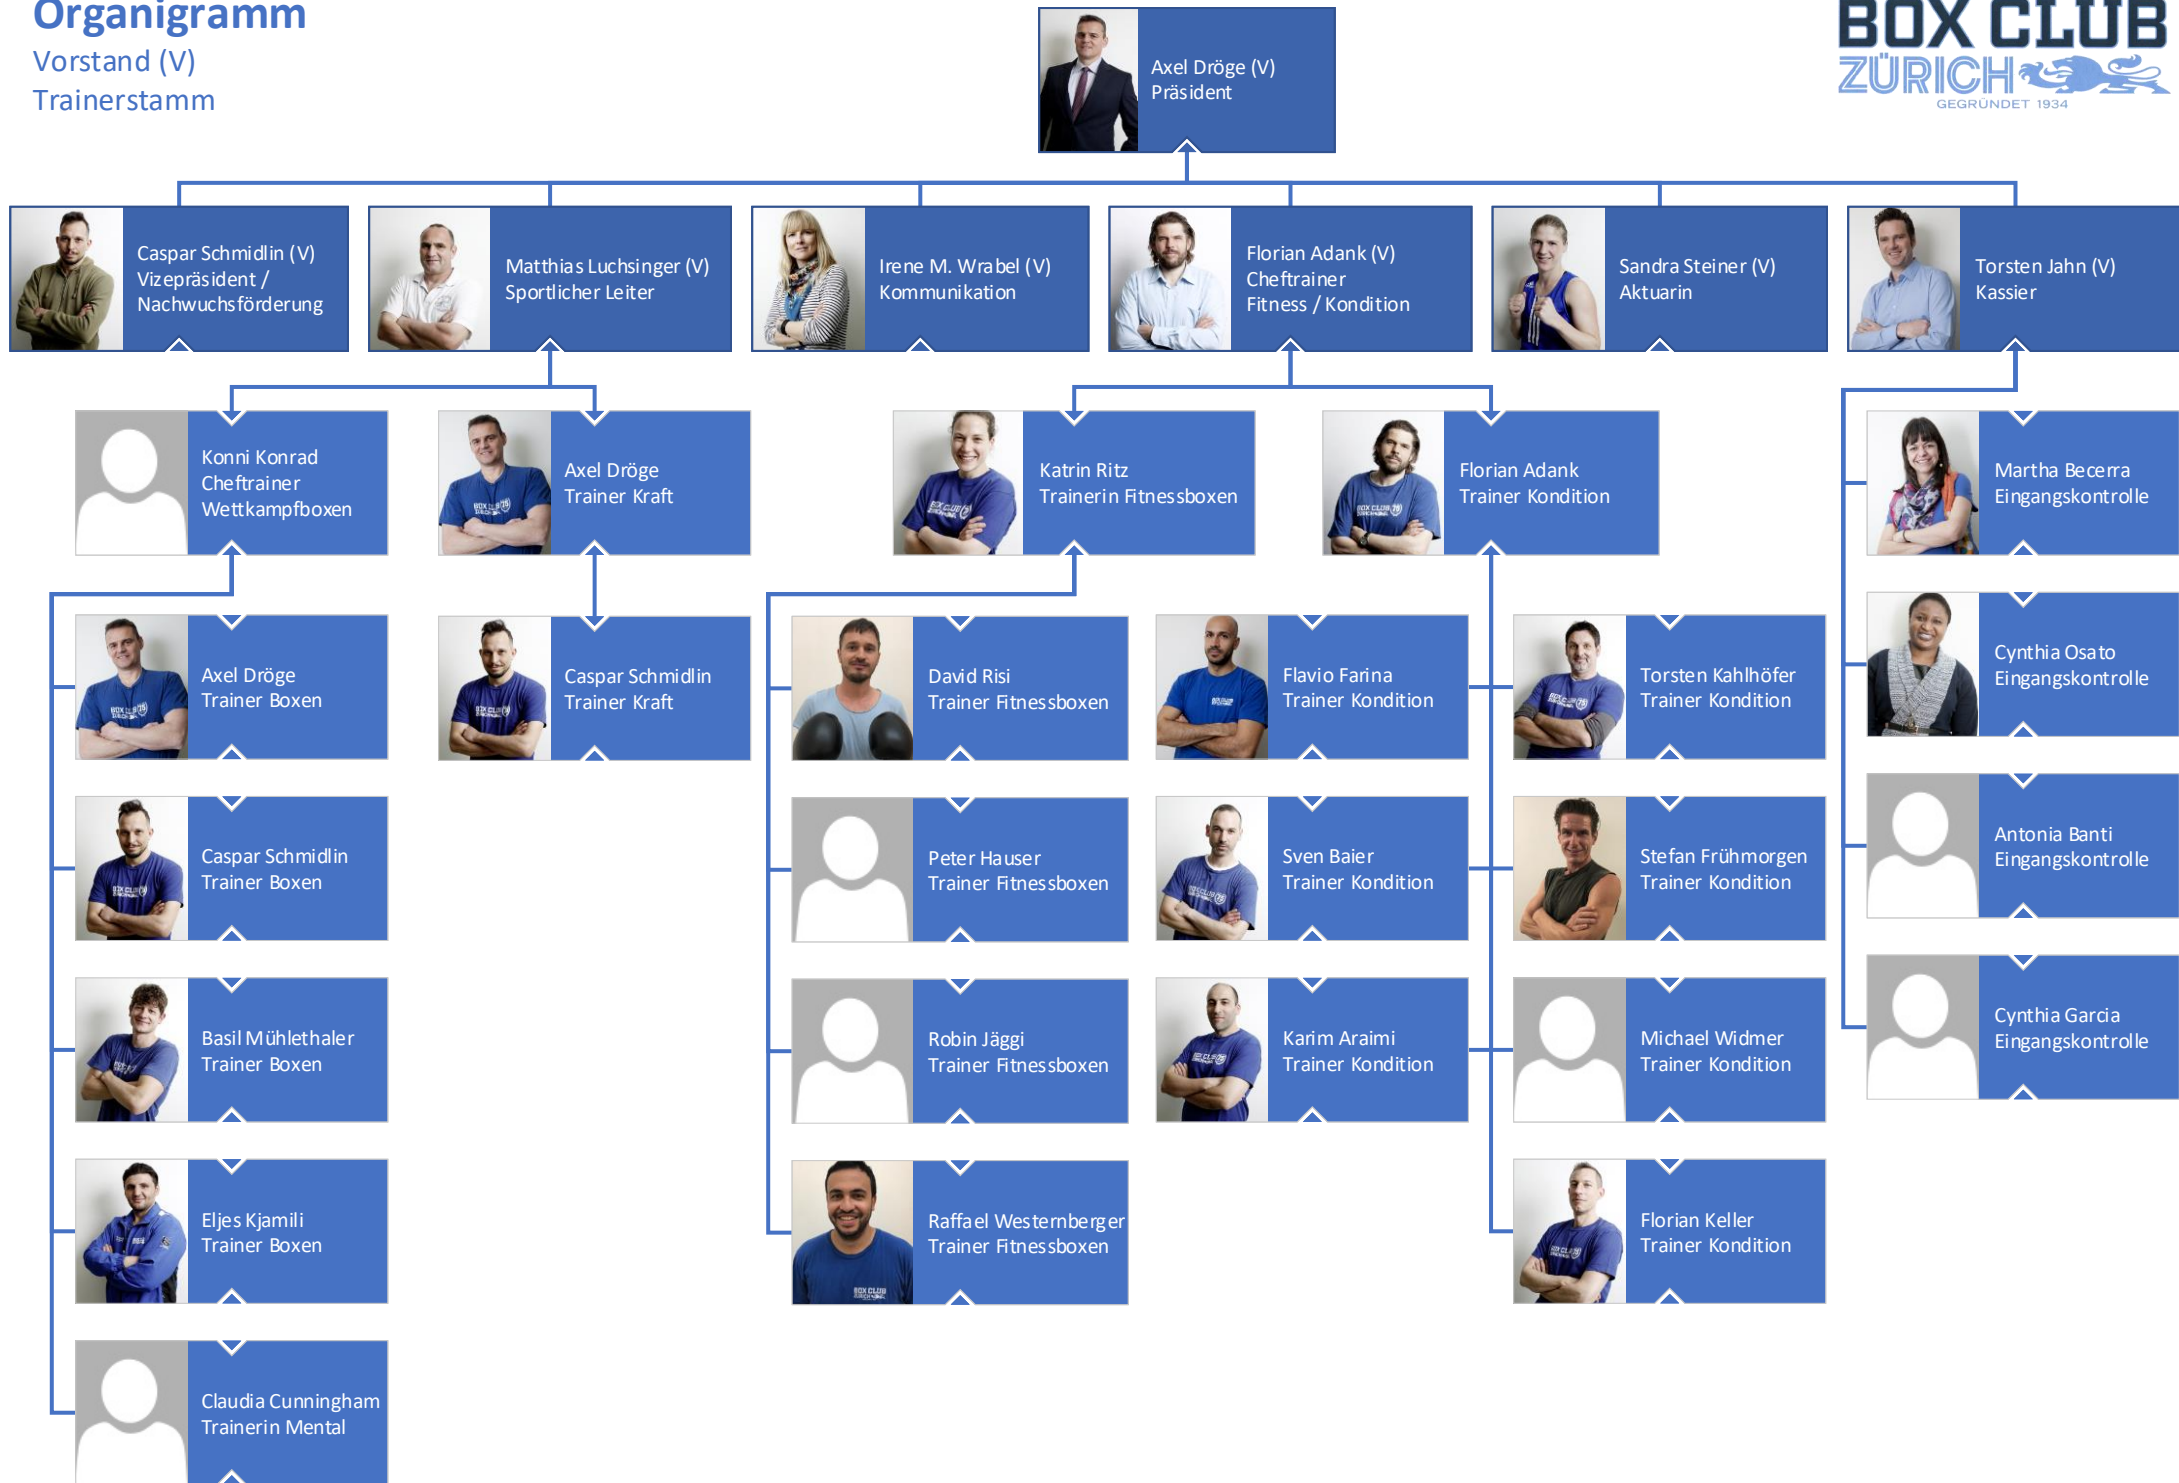 Organigramm
Vorstand (V)
Trainerstamm
BOX CLUB
ZÜRICH
GEGRÜNDET 1934
Axel Dröge (V)
Präsident
Caspar Schmidlin (V)
Vizepräsident /
Nachwuchsförderung
Matthias Luchsinger (V)
Sportlicher Leiter
Irene M. Wrabel (V)
Kommunikation
Florian Adank (V)
Cheftrainer
Fitness / Kondition
Sandra Steiner (V)
Aktuarin
Torsten Jahn (V)
Kassier
Konni Konrad
Cheftrainer
Wettkampfboxen
Axel Dröge
Trainer Kraft
Katrin Ritz
Trainerin Fitnessboxen
Florian Adank
Trainer Kondition
Martha Becerra
Eingangskontrolle
Axel Dröge
Trainer Boxen
Caspar Schmidlin
Trainer Kraft
David Risi
Trainer Fitnessboxen
Flavio Farina
Trainer Kondition
Torsten Kahlhöfer
Trainer Kondition
Cynthia Osato
Eingangskontrolle
Caspar Schmidlin
Trainer Boxen
Peter Hauser
Trainer Fitnessboxen
Sven Baier
Trainer Kondition
Stefan Frühmorgen
Trainer Kondition
Antonia Banti
Eingangskontrolle
Basil Mühlethaler
Trainer Boxen
Robin Jäggi
Trainer Fitnessboxen
Karim Araimi
Trainer Kondition
Michael Widmer
Trainer Kondition
Cynthia Garcia
Eingangskontrolle
Eljes Kjamili
Trainer Boxen
Raffael Westernberger
Trainer Fitnessboxen
Florian Keller
Trainer Kondition
Claudia Cunningham
Trainerin Mental